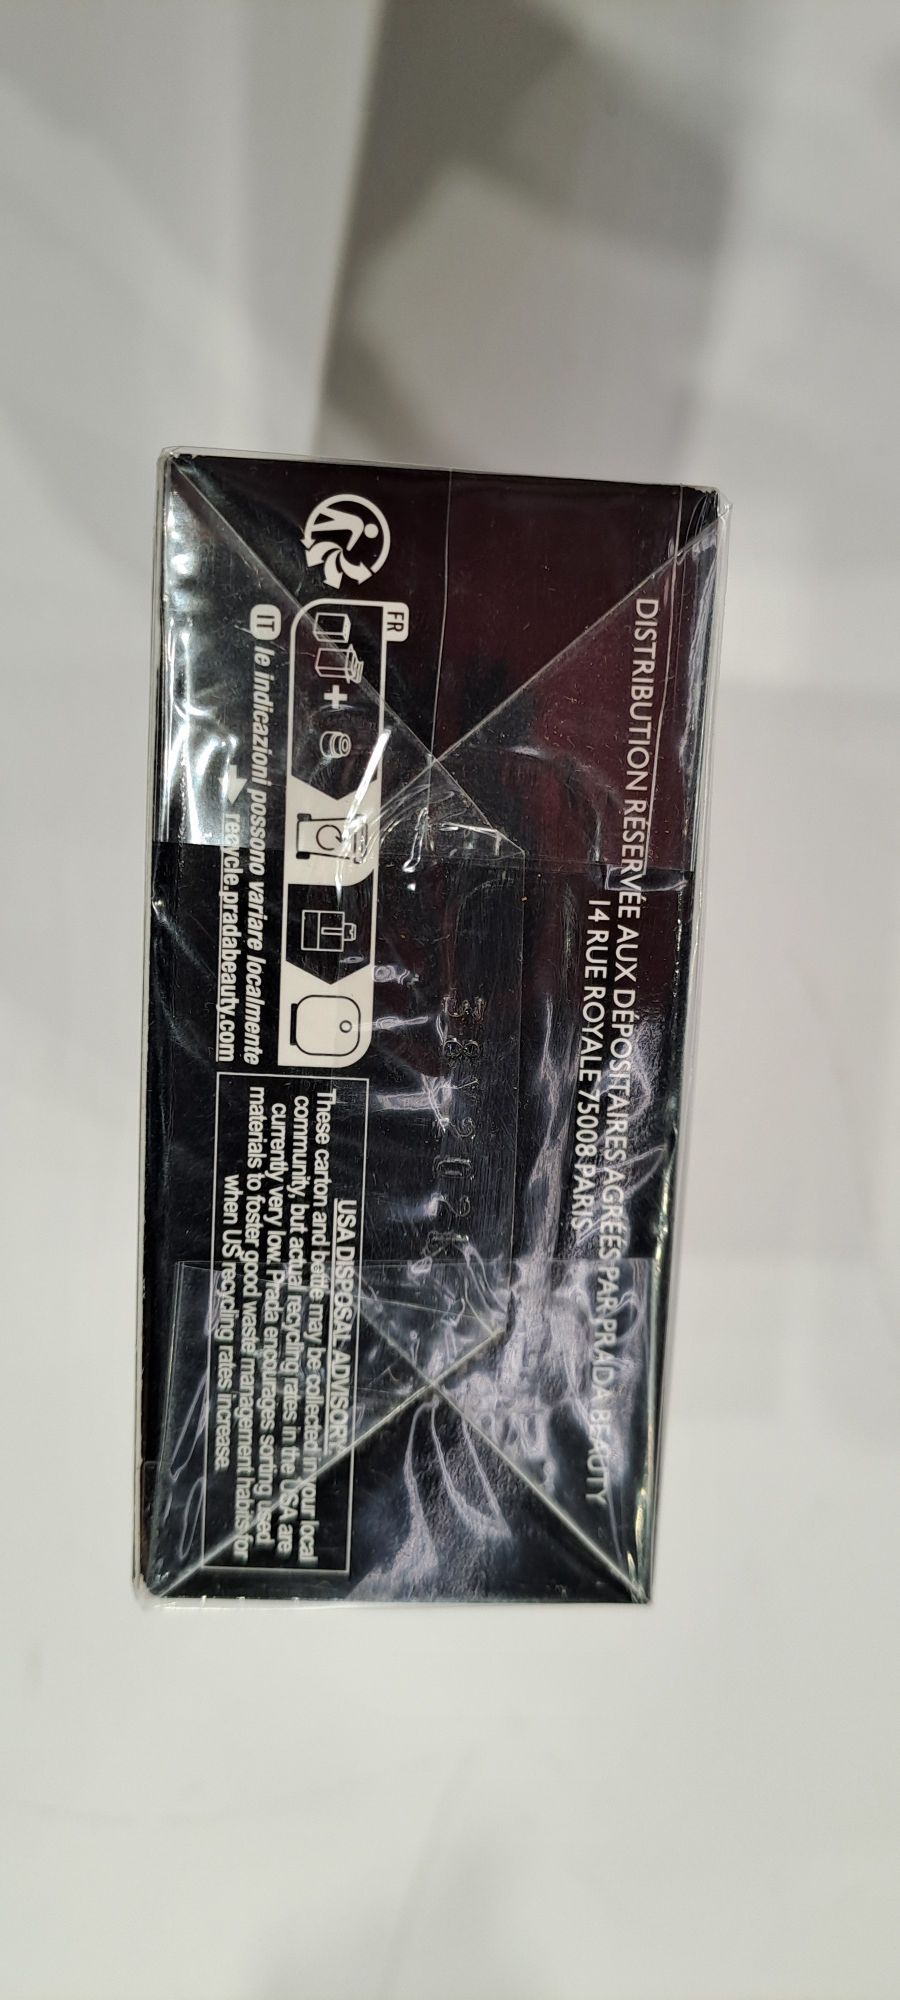 DISTRIBUTION RÉSERVÉE AUX DÉPOSITAIRES AGRÉÉS PAR PRADA BEAUTY
14 RUE ROYALE 75008 PARIS
FR
+
IT le indicazioni possono variare localmente
recycle.pradabeauty.com
USA DISPOSAL ADVISORY:
These carton and bottle may be collected in your local
community, but actual recycling rates in the USA are
currently very low. Prada encourages sorting used
materials to foster good waste management habits for
when US recycling rates increase.